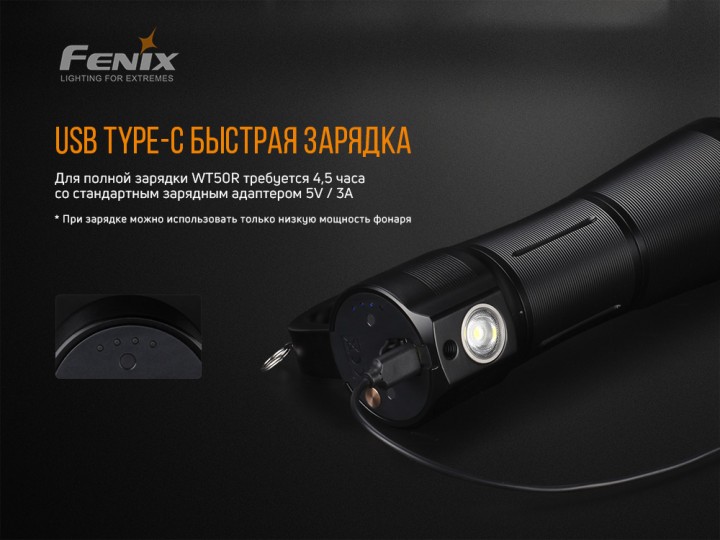 FENIX
LIGHTING FOR EXTREMES
USB TYPE-C БЫСТРАЯ ЗАРЯДКА
Для полной зарядки WT50R требуется 4,5 часа
со стандартным зарядным адаптером 5V / 3A
* При зарядке можно использовать только низкую мощность фонаря